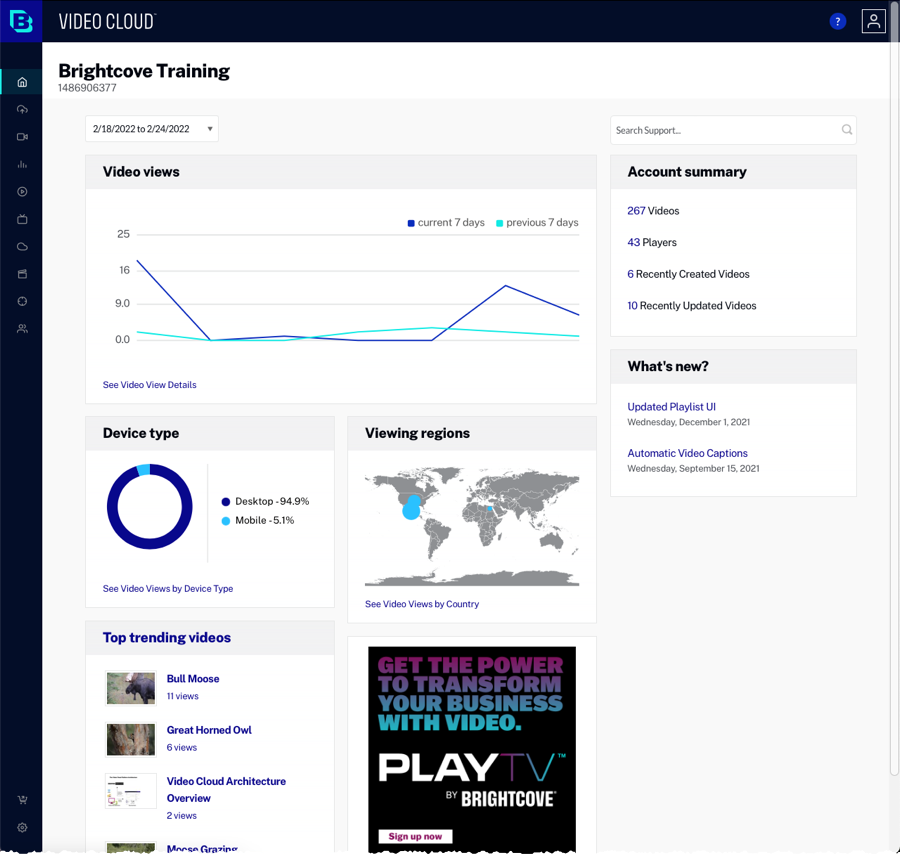 VIDEO CLOUD™
?
Brightcove Training
1486906377
2/18/2022 to 2/24/2022
Search Support...
Video views
current 7 days
previous 7 days
25
16
9.0
0.0
See Video View Details
Account summary
267 Videos
43 Players
6 Recently Created Videos
10 Recently Updated Videos
What's new?
Updated Playlist UI
Wednesday, December 1, 2021
Automatic Video Captions
Wednesday, September 15, 2021
Device type
Desktop - 94.9%
Mobile - 5.1%
See Video Views by Device Type
Viewing regions
See Video Views by Country
Top trending videos
Bull Moose
11 views
Great Horned Owl
6 views
Video Cloud Architecture
Overview
2 views
Moose Grazing
GET THE POWER
TO TRANSFORM
YOUR BUSINESS
WITH VIDEO.
PLAYTV™
BY BRIGHTCOVE
Sign up now